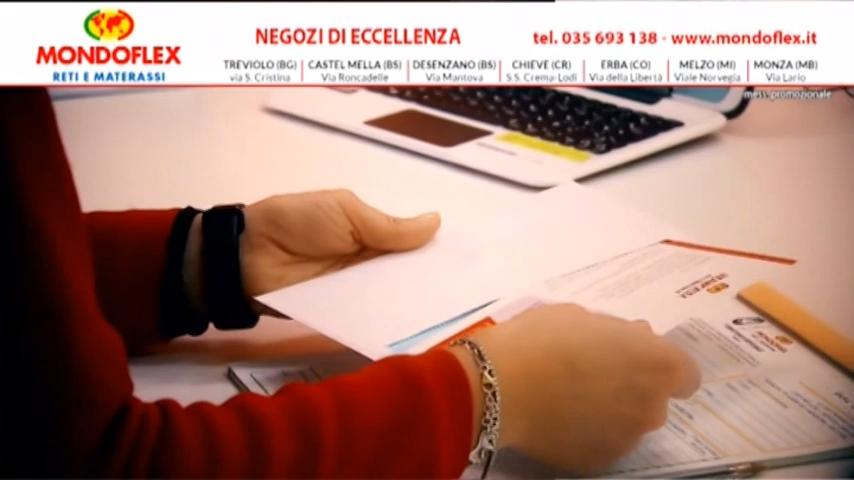 MONDOFLEX
RETI E MATERASSI
NEGOZI DI ECCELLENZA
tel. 035 693 138 - www.mondoflex.it
TREVIOLO (BG)
via S. Cristina
CASTEL MELLA (BS)
Via Roncadelle
DESENZANO (BS)
Via Mantova
CHIEVE (CR)
S.S. Crema-Lodi
ERBA (CO)
Via della Libertà
MELZO (MI)
Viale Norvegia
MONZA (MB)
Via Lario
mess. promozionale